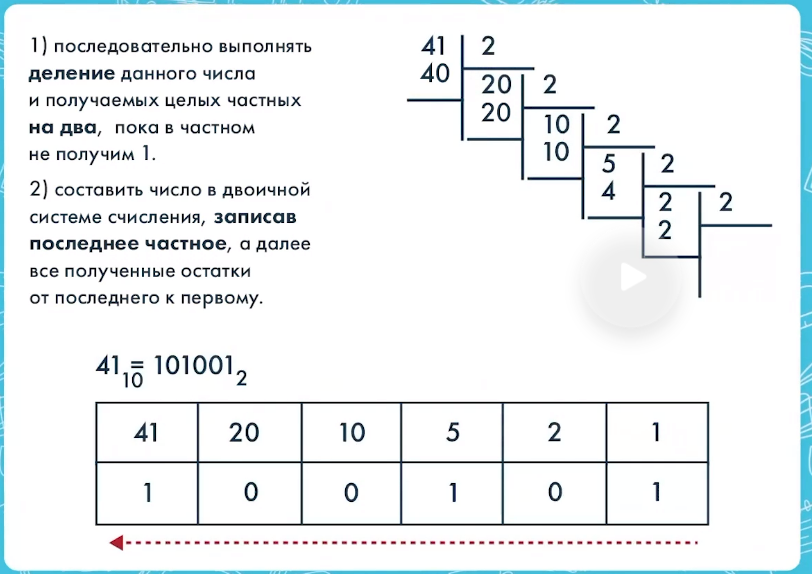 1) последовательно выполнять
деление данного числа
и получаемых целых частных
на два, пока в частном
не получим 1.
2) составить число в двоичной
системе счисления, записав
последнее частное, а далее
все полученные остатки
от последнего к первому.
41 2
40 20 2
20 10 2
10 5 2
4 2 2
2
41₁₀ = 101001₂
41 20 10 5 2 1
1 0 0 1 0 1